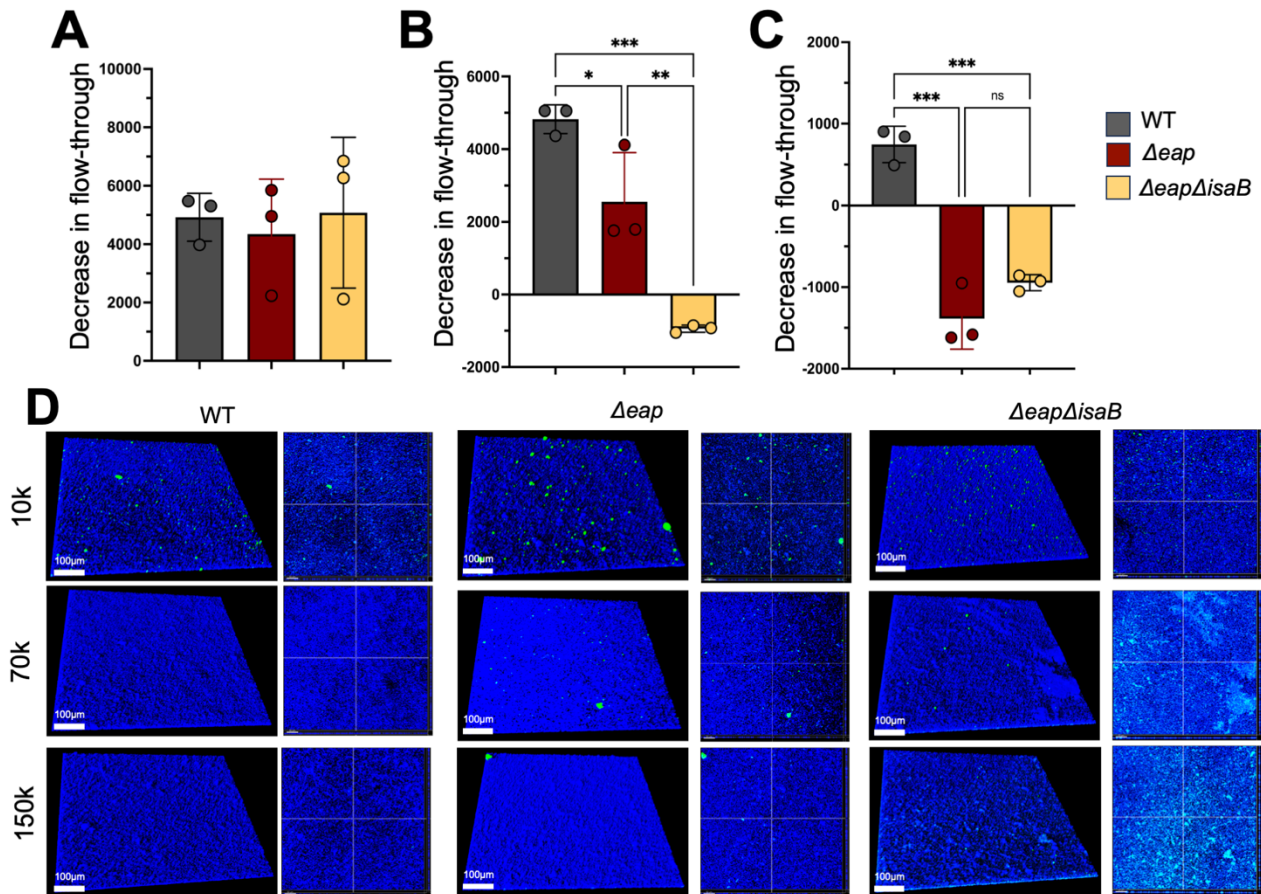 A
Decrease in flow-through
10000
8000
6000
4000
2000
0
B
Decrease in flow-through
***
*
**
6000
4000
2000
0
-2000
C
Decrease in flow-through
***
***
ns
2000
1000
0
-1000
-2000
WT
Δeap
ΔeapΔisaB
D
WT
Δeap
ΔeapΔisaB
10k
100µm
100µm
100µm
70k
100µm
100µm
100µm
150k
100µm
100µm
100µm